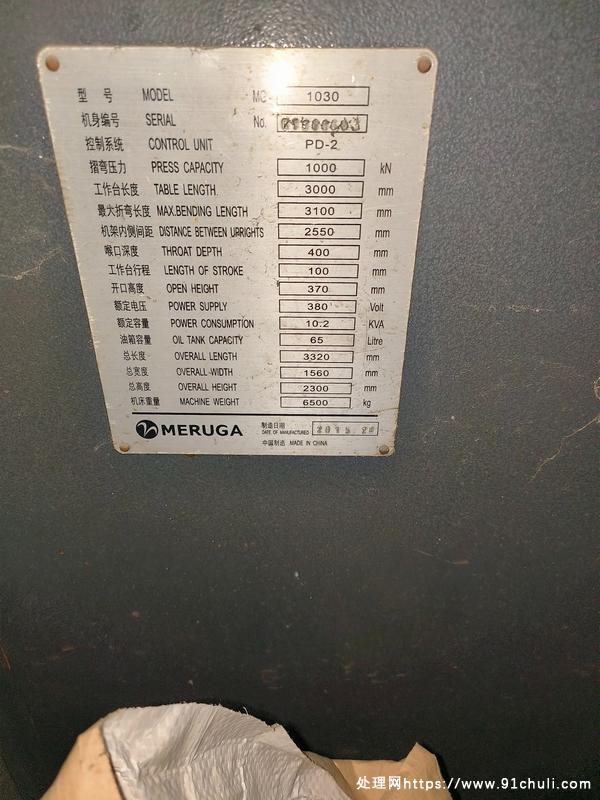 型 号 MODEL MG- 1030
机身编号 SERIAL No.
控制系统 CONTROL UNIT PD-2
摺弯压力 PRESS CAPACITY 1000 kN
工作台长度 TABLE LENGTH 3000 mm
最大折弯长度 MAX.BENDING LENGTH 3100 mm
机架内侧间距 DISTANCE BETWEEN UPRIGHTS 2550 mm
喉口深度 THROAT DEPTH 400 mm
工作台行程 LENGTH OF STROKE 100 mm
开口高度 OPEN HEIGHT 370 mm
额定电压 POWER SUPPLY 380 Volt
额定容量 POWER CONSUMPTION 10.2 KVA
油箱容量 OIL TANK CAPACITY 65 Litre
总长度 OVERALL LENGTH 3320 mm
总宽度 OVERALL-WIDTH 1560 mm
总高度 OVERALL HEIGHT 2300 mm
机床重量 MACHINE WEIGHT 6500 kg
MERUGA
制造日期
DATE OF MANUFACTURED
中国制造 MADE IN CHINA
处理网https://www.91chuli.com